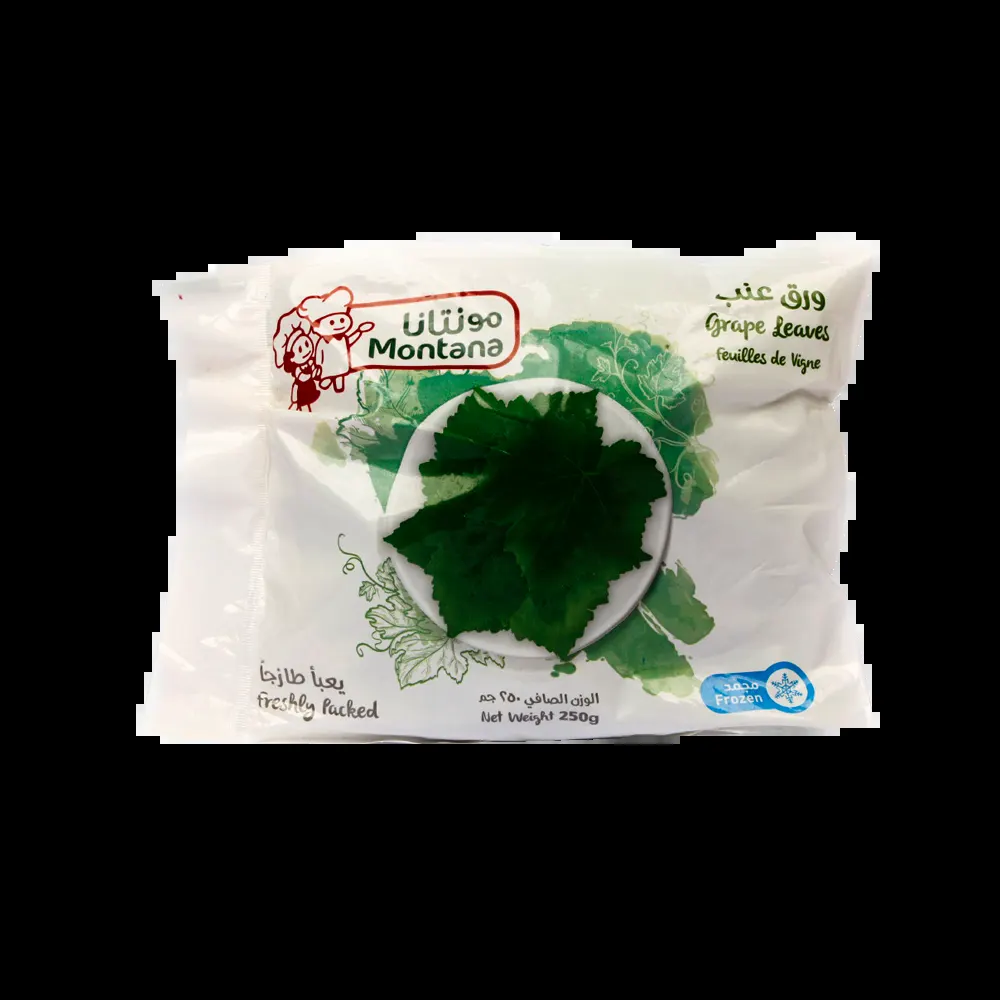 مونتانا
Montana
ورق عنب
Grape Leaves
Feuilles de Vigne
يعبأ طازجاً
Freshly Packed
الوزن الصافي ٢٥٠ جم
Net Weight 250g
مجمد
Frozen